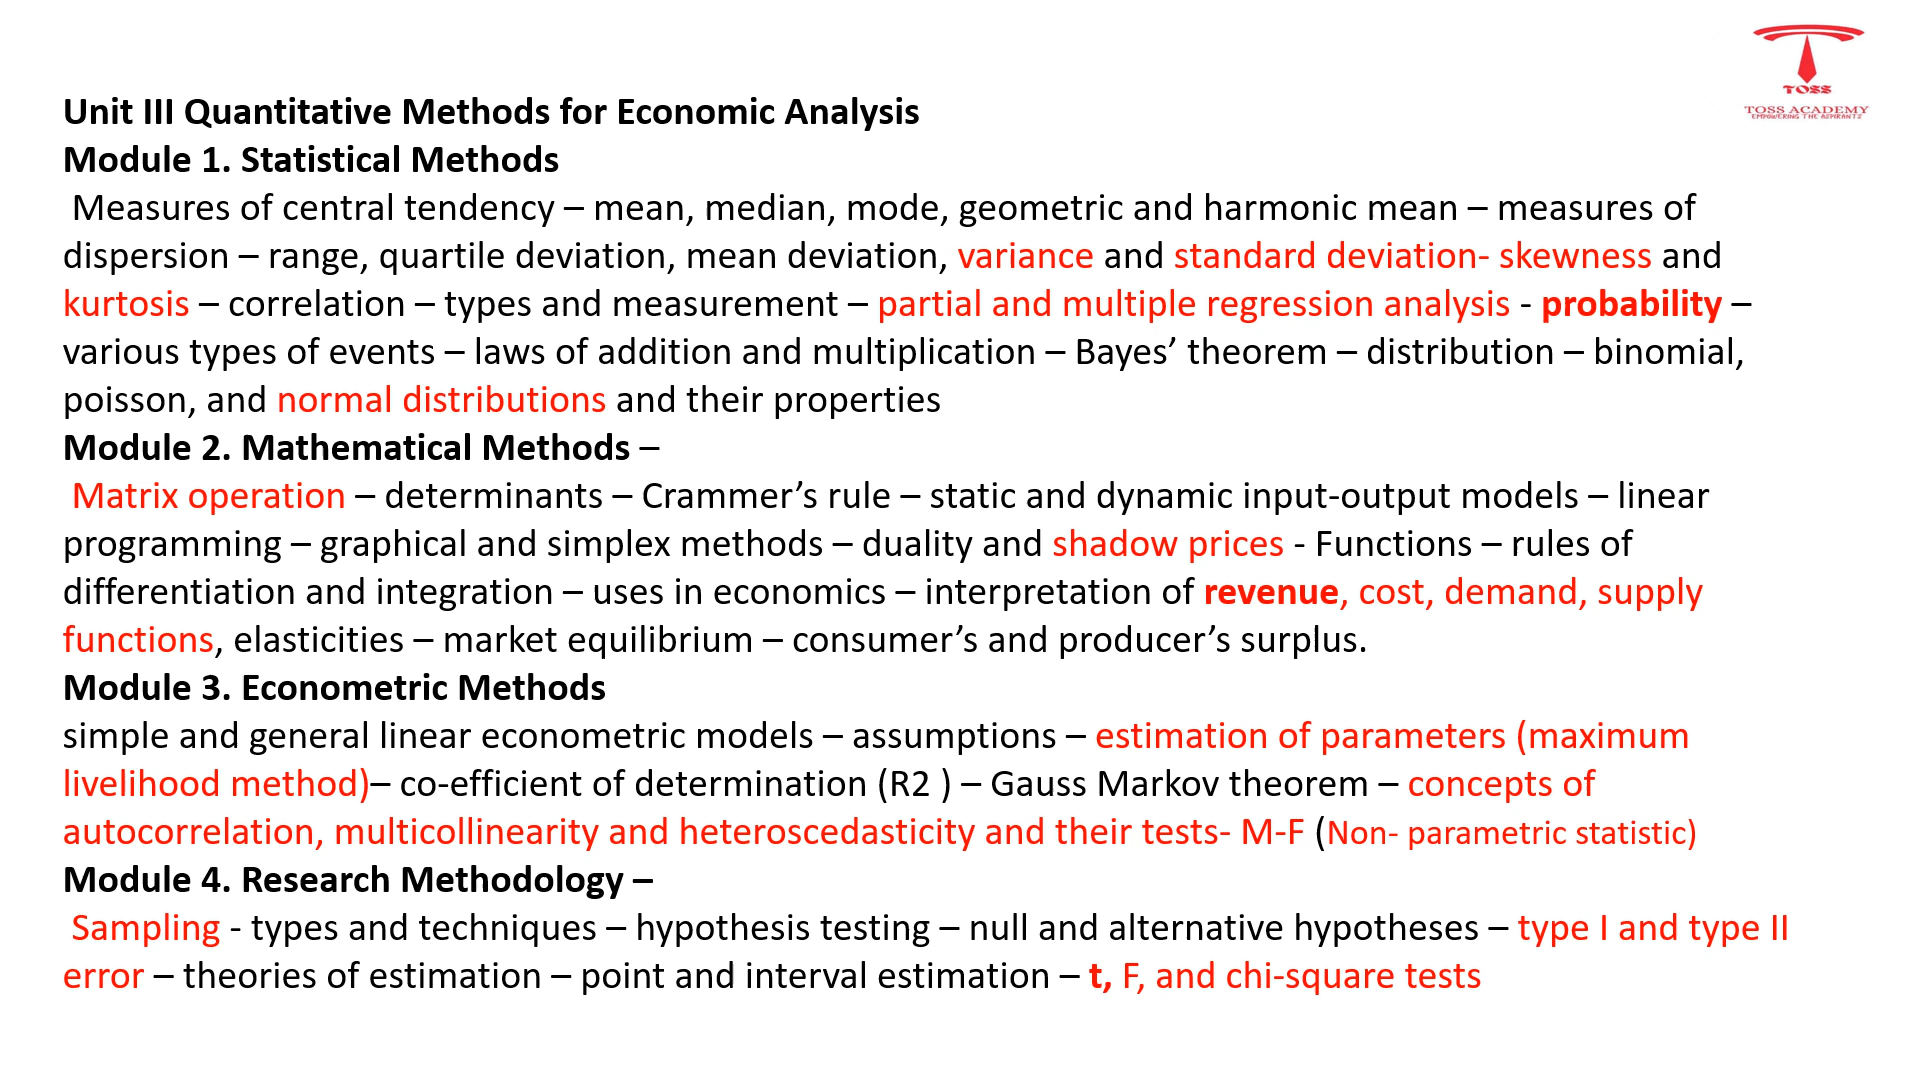 TOSS
TOSS ACADEMY
EMPOWERING THE ASPIRANTS
Unit III Quantitative Methods for Economic Analysis
Module 1. Statistical Methods
Measures of central tendency – mean, median, mode, geometric and harmonic mean – measures of
dispersion – range, quartile deviation, mean deviation, variance and standard deviation- skewness and
kurtosis – correlation – types and measurement – partial and multiple regression analysis - probability –
various types of events – laws of addition and multiplication – Bayes’ theorem – distribution – binomial,
poisson, and normal distributions and their properties
Module 2. Mathematical Methods –
Matrix operation – determinants – Crammer’s rule – static and dynamic input-output models – linear
programming – graphical and simplex methods – duality and shadow prices - Functions – rules of
differentiation and integration – uses in economics – interpretation of revenue, cost, demand, supply
functions, elasticities – market equilibrium – consumer’s and producer’s surplus.
Module 3. Econometric Methods
simple and general linear econometric models – assumptions – estimation of parameters (maximum
livelihood method)– co-efficient of determination (R2 ) – Gauss Markov theorem – concepts of
autocorrelation, multicollinearity and heteroscedasticity and their tests- M-F (Non- parametric statistic)
Module 4. Research Methodology –
Sampling - types and techniques – hypothesis testing – null and alternative hypotheses – type I and type II
error – theories of estimation – point and interval estimation – t, F, and chi-square tests